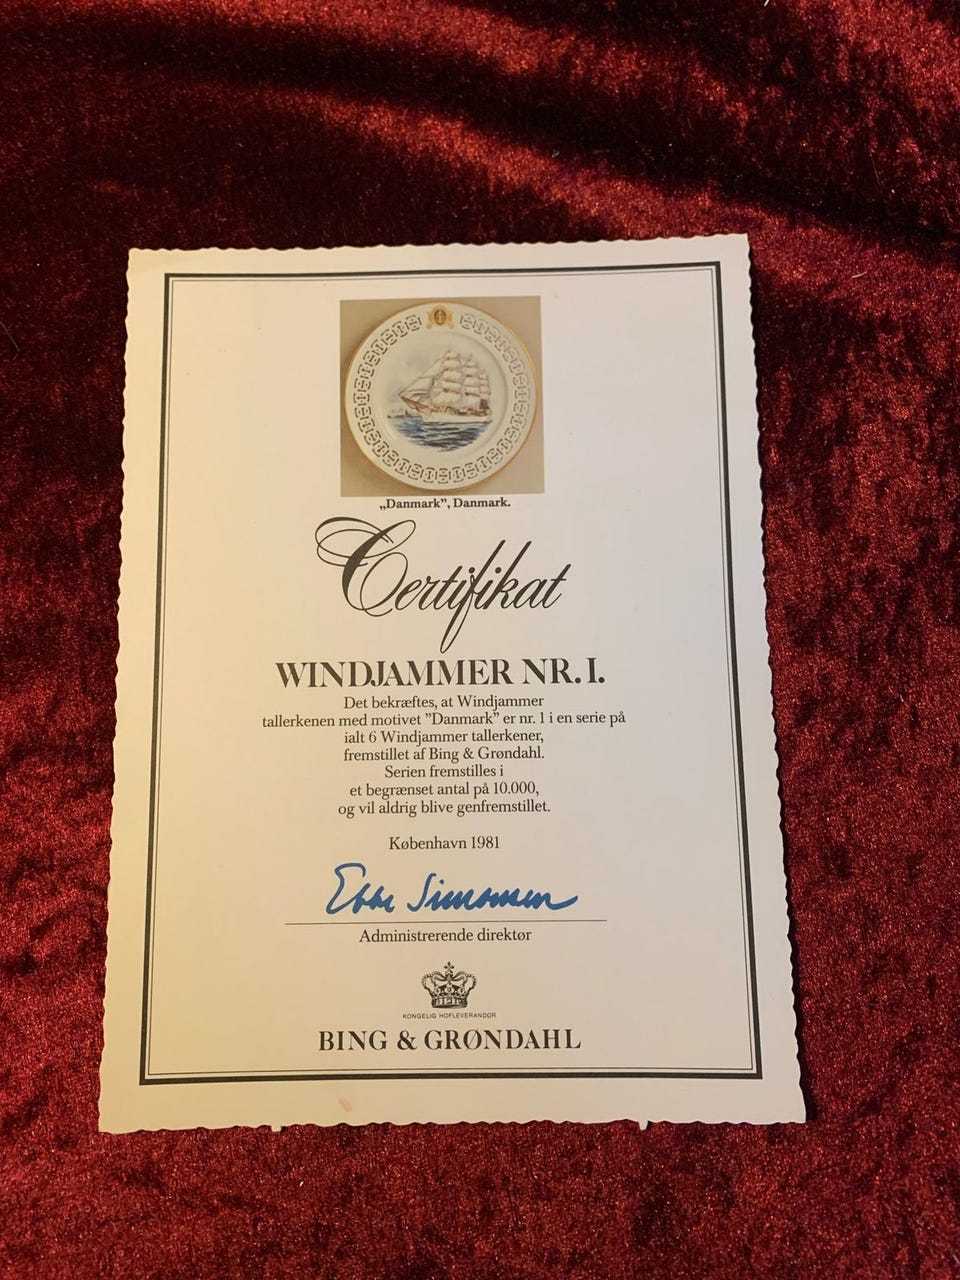 „Danmark”, Danmark.
Certifikat
WINDJAMMER NR. I.
Det bekræftes, at Windjammer
tallerkenen med motivet ”Danmark” er nr. 1 i en serie på
ialt 6 Windjammer tallerkener,
fremstillet af Bing & Grøndahl.
Serien fremstilles i
et begrænset antal på 10.000,
og vil aldrig blive genfremstillet.
København 1981
Ebbe Simonsen
Administrerende direktør
KONGELIG HOFLEVERANDØR
BING & GRØNDAHL